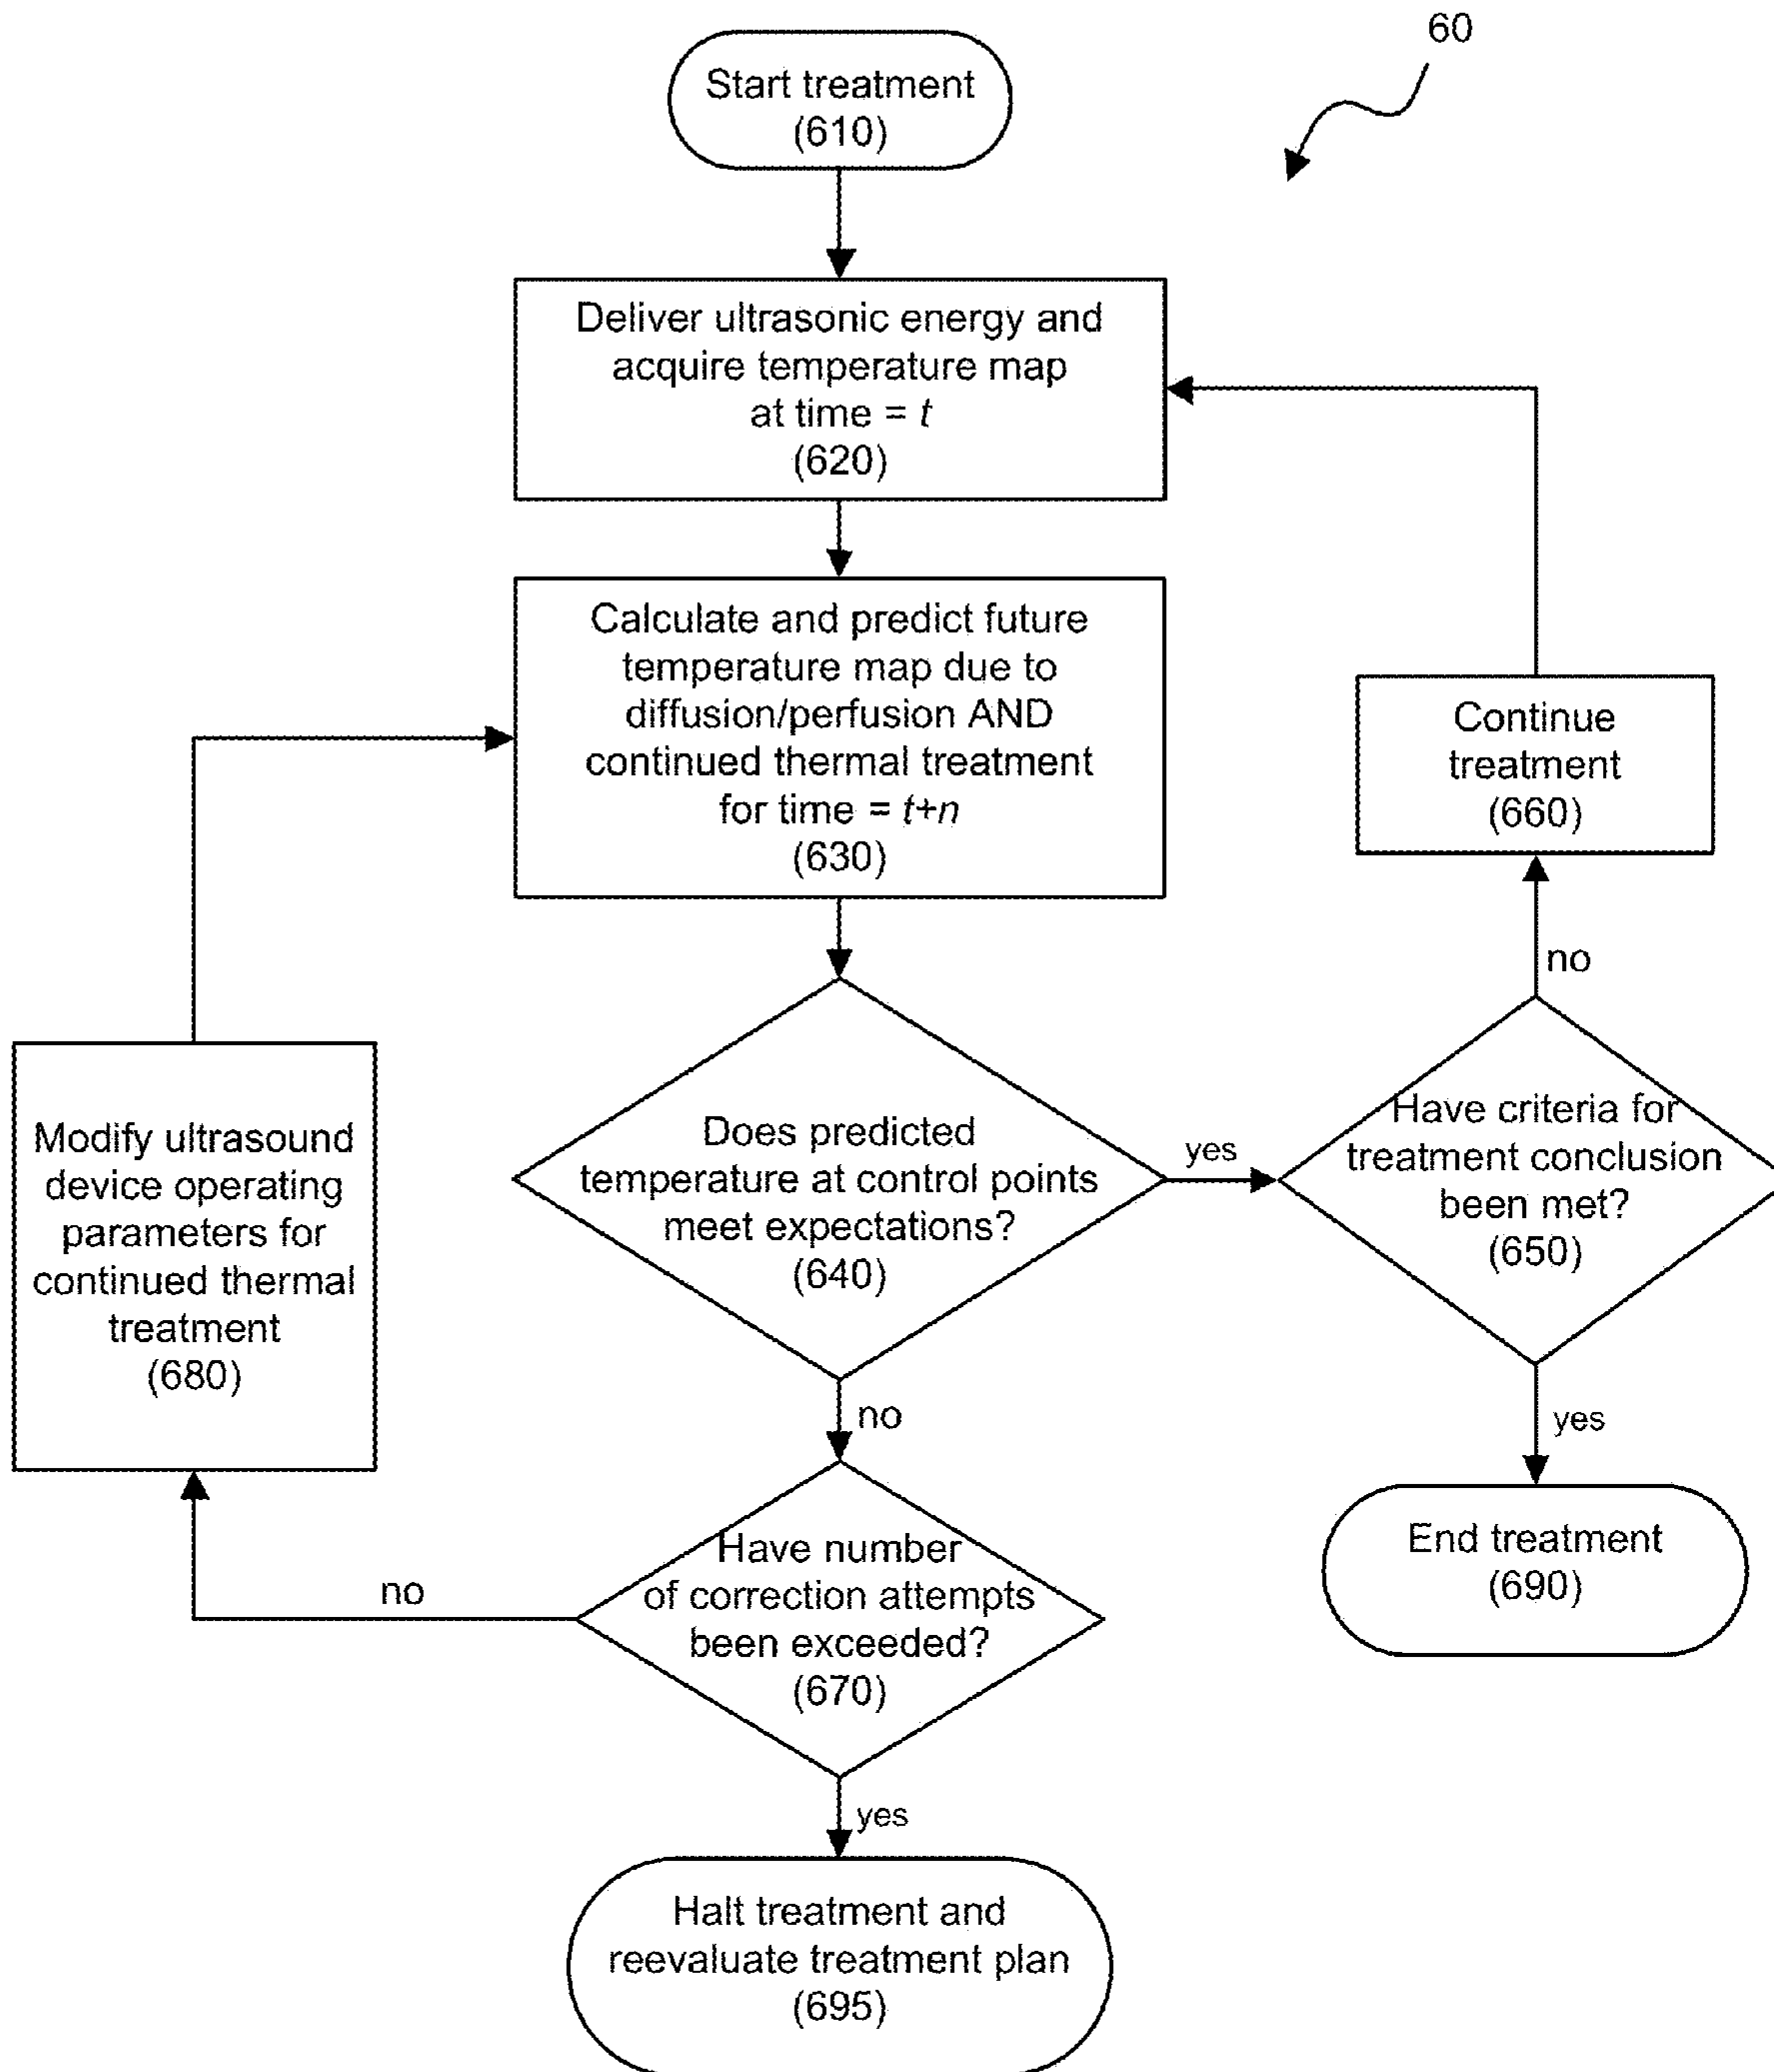 60
Start treatment
(610)
Deliver ultrasonic energy and
acquire temperature map
at time = t
(620)
Calculate and predict future
temperature map due to
diffusion/perfusion AND
continued thermal treatment
for time = t+n
(630)
Continue
treatment
(660)
no
Does predicted
temperature at control points
meet expectations?
(640)
yes
Have criteria for
treatment conclusion
been met?
(650)
Modify ultrasound
device operating
parameters for
continued thermal
treatment
(680)
no
yes
End treatment
(690)
Have number
of correction attempts
been exceeded?
(670)
no
yes
Halt treatment and
reevaluate treatment plan
(695)